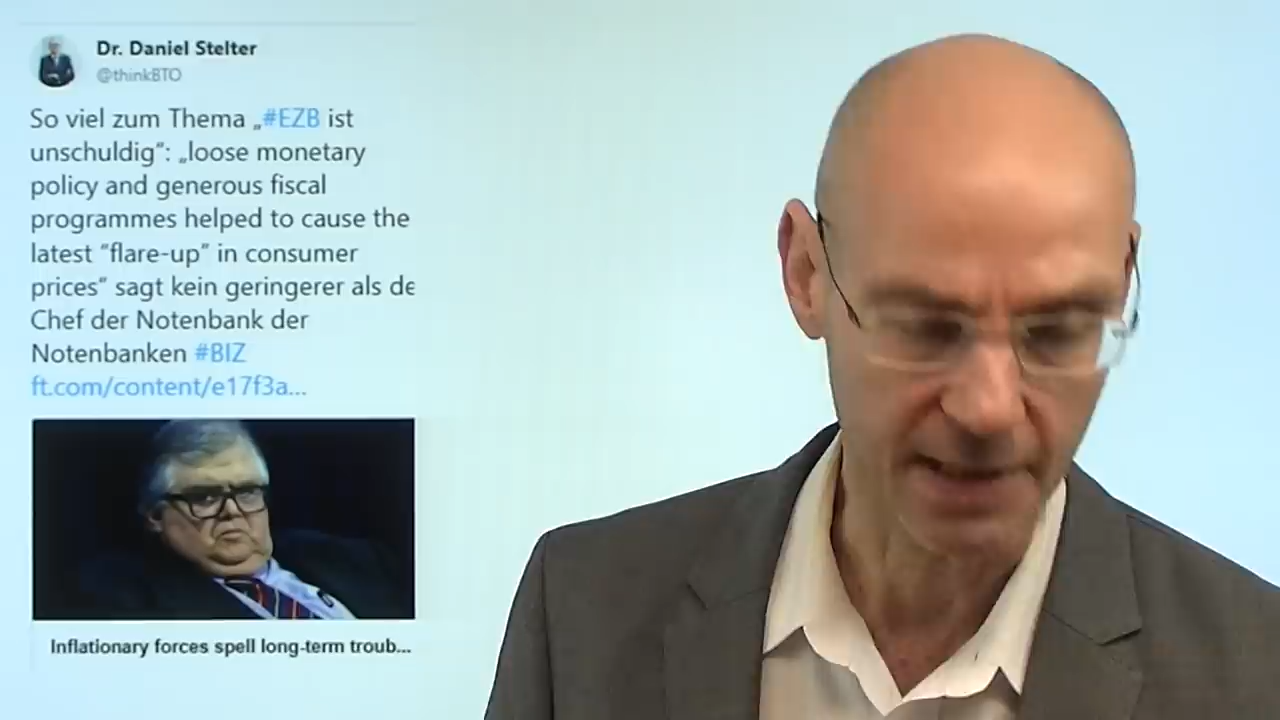 Dr. Daniel Stelter
@thinkBTO
So viel zum Thema „#EZB ist
unschuldig“: „loose monetary
policy and generous fiscal
programmes helped to cause the
latest “flare-up” in consumer
prices“ sagt kein geringerer als de
Chef der Notenbank der
Notenbanken #BIZ
ft.com/content/e17f3a...
Inflationary forces spell long-term troub...